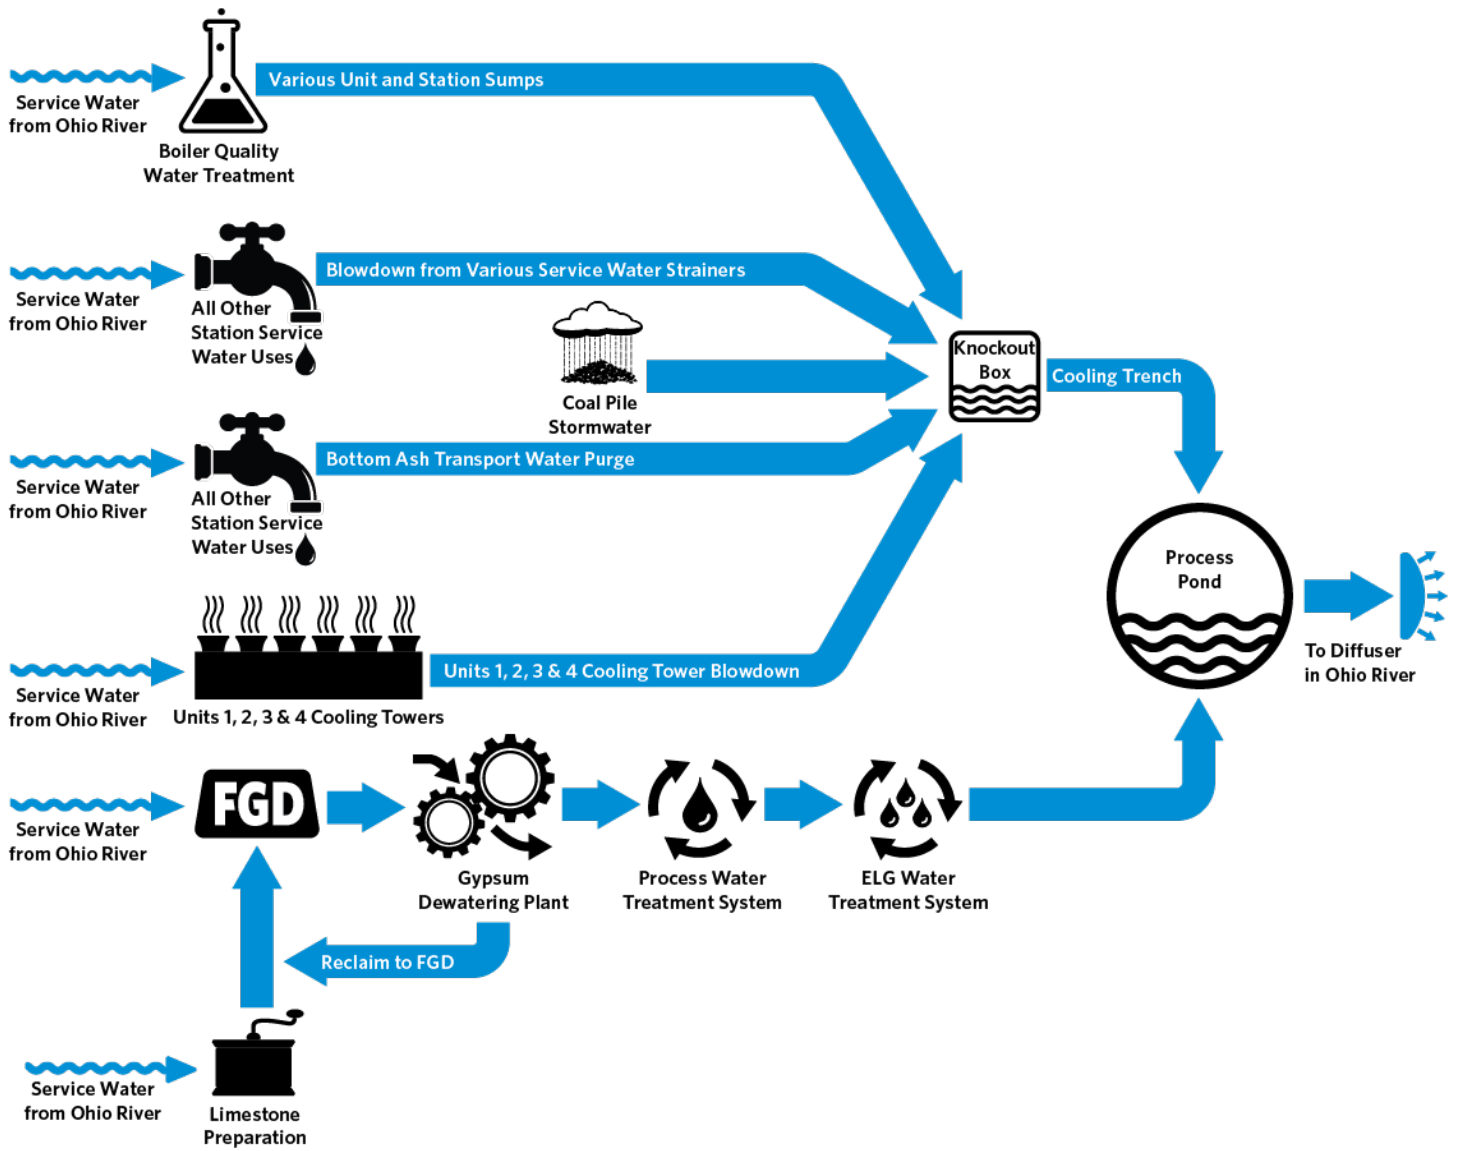 Service Water
from Ohio River
Boiler Quality
Water Treatment
Various Unit and Station Sumps
Service Water
from Ohio River
All Other
Station Service
Water Uses
Blowdown from Various Service Water Strainers
Coal Pile
Stormwater
Knockout
Box
Cooling Trench
Service Water
from Ohio River
All Other
Station Service
Water Uses
Bottom Ash Transport Water Purge
Process
Pond
To Diffuser
in Ohio River
Service Water
from Ohio River
Units 1, 2, 3 & 4 Cooling Towers
Units 1, 2, 3 & 4 Cooling Tower Blowdown
Service Water
from Ohio River
FGD
Gypsum
Dewatering Plant
Process Water
Treatment System
ELG Water
Treatment System
Reclaim to FGD
Service Water
from Ohio River
Limestone
Preparation